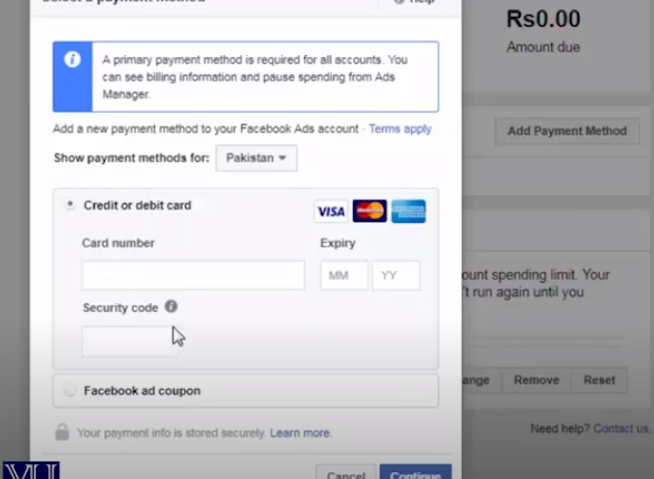 Select a payment method
Help
A primary payment method is required for all accounts. You
can see billing information and pause spending from Ads
Manager.
Add a new payment method to your Facebook Ads account · Terms apply
Show payment methods for: Pakistan
Credit or debit card
VISA
MasterCard
Card number
Expiry
MM
YY
Security code
Facebook ad coupon
Your payment info is stored securely. Learn more.
Cancel
Continue
Rs0.00
Amount due
Add Payment Method
ount spending limit. Your
't run again until you
ange
Remove
Reset
Need help? Contact us.
VU